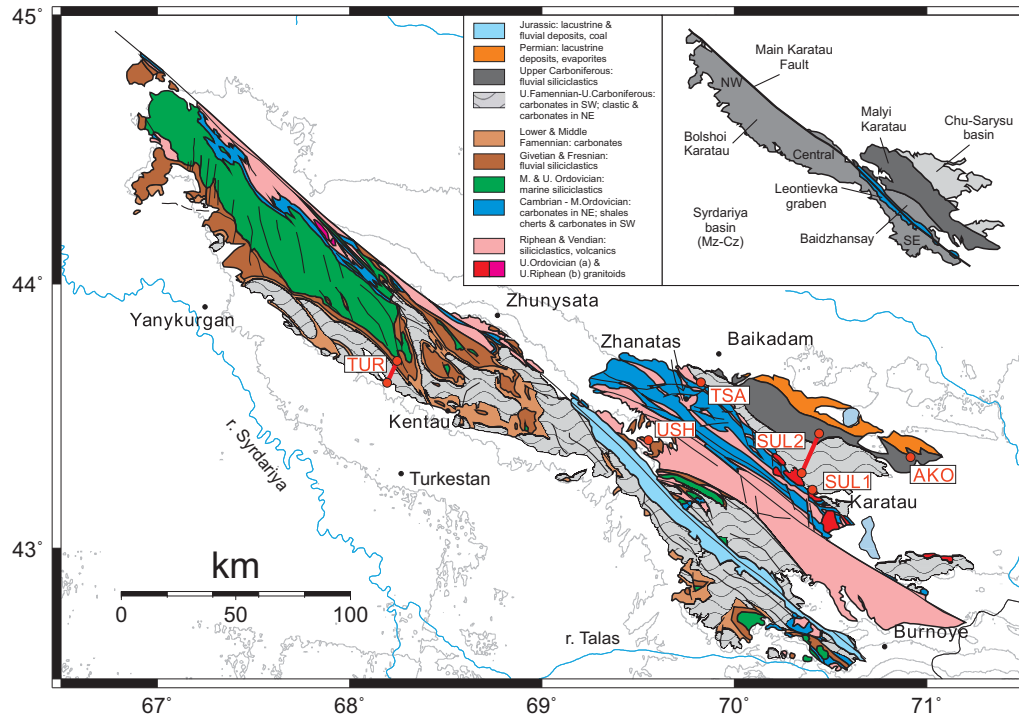 45˚
44˚
43˚
67˚
68˚
69˚
70˚
71˚
Jurassic: lacustrine &
fluvial deposits, coal
Permian: lacustrine
deposits, evaporites
Upper Carboniferous:
fluvial siliciclastics
U.Famennian-U.Carboniferous:
carbonates in SW; clastic &
carbonates in NE
Lower & Middle
Famennian: carbonates
Givetian & Fresnian:
fluvial siliciclastics
M. & U. Ordovician:
marine siliciclastics
Cambrian - M.Ordovician:
carbonates in NE; shales
cherts & carbonates in SW
Riphean & Vendian:
siliciclastics, volcanics
U.Ordovician (a) &
U.Riphean (b) granitoids
Main Karatau
Fault
NW
Malyi
Karatau
Chu-Sarysu
basin
Bolshoi
Karatau
Central
Leontievka
graben
Syrdariya
basin
(Mz-Cz)
Baidzhansay
SE
Yanykurgan
Zhunysata
Zhanatas
Baikadam
TUR
TSA
Kentau
USH
SUL2
AKO
SUL1
Karatau
r. Syrdariya
Turkestan
km
0
50
100
r. Talas
Burnoye